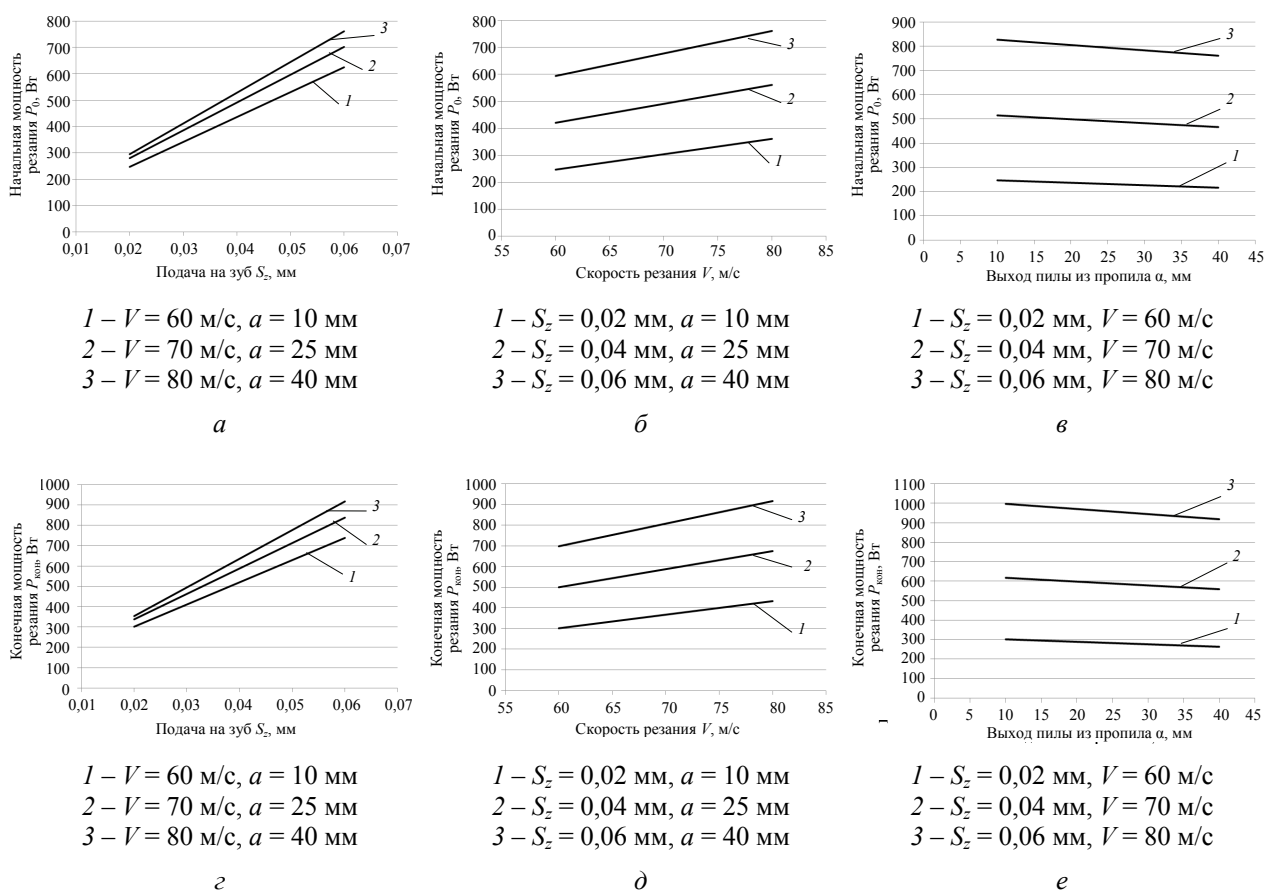 Начальная мощность
резания P₀, Вт
800
700
600
500
400
300
200
100
0
0,01 0,02 0,03 0,04 0,05 0,06 0,07
3
2
1
Подача на зуб Sz, мм
1 – V = 60 м/с, a = 10 мм
2 – V = 70 м/с, a = 25 мм
3 – V = 80 м/с, a = 40 мм
а
Начальная мощность
резания P₀, Вт
800
700
600
500
400
300
200
100
0
55 60 65 70 75 80 85
3
2
1
Скорость резания V, м/с
1 – Sz = 0,02 мм, a = 10 мм
2 – Sz = 0,04 мм, a = 25 мм
3 – Sz = 0,06 мм, a = 40 мм
б
Начальная мощность
резания P₀, Вт
900
800
700
600
500
400
300
200
100
0
0 5 10 15 20 25 30 35 40 45
3
2
1
Выход пилы из пропила α, мм
1 – Sz = 0,02 мм, V = 60 м/с
2 – Sz = 0,04 мм, V = 70 м/с
3 – Sz = 0,06 мм, V = 80 м/с
в
Конечная мощность
резания Pкон, Вт
1000
900
800
700
600
500
400
300
200
100
0
0,01 0,02 0,03 0,04 0,05 0,06 0,07
3
2
1
Подача на зуб Sz, мм
1 – V = 60 м/с, a = 10 мм
2 – V = 70 м/с, a = 25 мм
3 – V = 80 м/с, a = 40 мм
г
Конечная мощность
резания Pкон, Вт
1000
900
800
700
600
500
400
300
200
100
0
55 60 65 70 75 80 85
3
2
1
Скорость резания V, м/с
1 – Sz = 0,02 мм, a = 10 мм
2 – Sz = 0,04 мм, a = 25 мм
3 – Sz = 0,06 мм, a = 40 мм
д
Конечная мощность
резания Pкон, Вт
1100
1000
900
800
700
600
500
400
300
200
100
0
0 5 10 15 20 25 30 35 40 45
3
2
1
Выход пилы из пропила α, мм
1 – Sz = 0,02 мм, V = 60 м/с
2 – Sz = 0,04 мм, V = 70 м/с
3 – Sz = 0,06 мм, V = 80 м/с
е